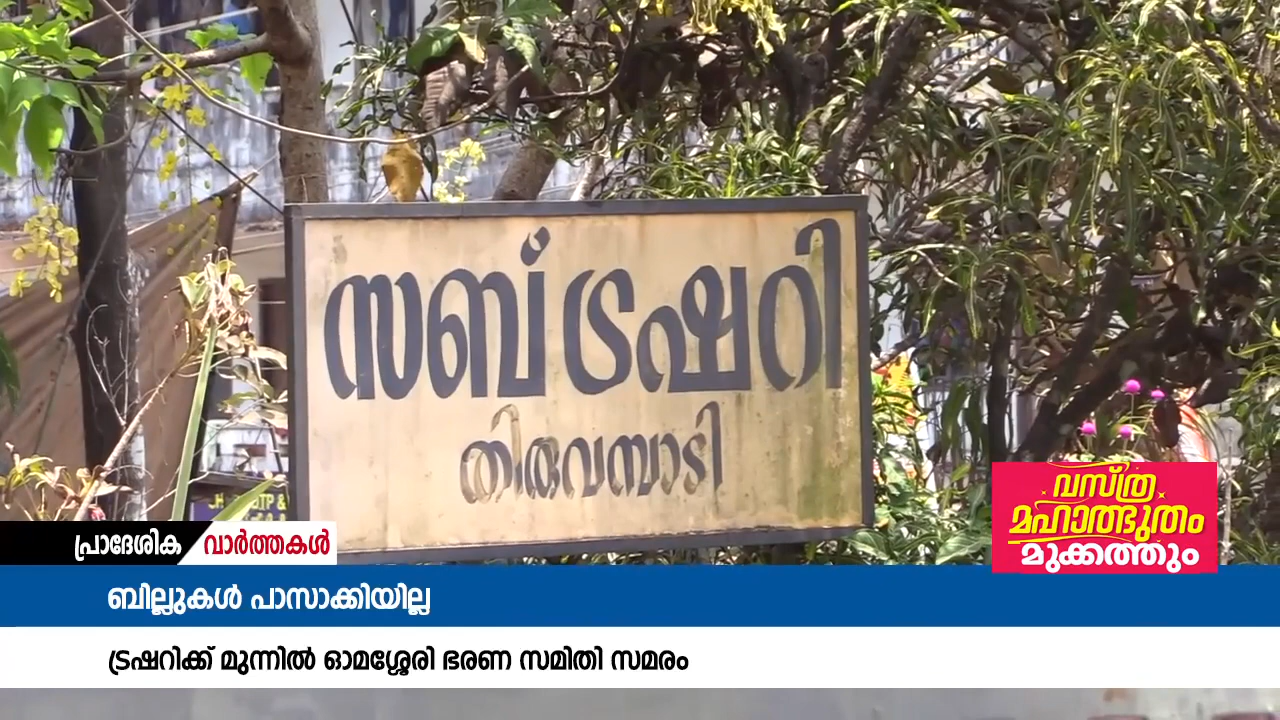 സബ് ട്രഷറി
തിരുവമ്പാടി
വസ്ത്ര
മഹാത്ഭുതം
മുക്കത്തും
പ്രാദേശിക വാർത്തകൾ
ബില്ലുകൾ പാസാക്കിയില്ല
ട്രഷറിക്ക് മുന്നിൽ ഓമശ്ശേരി ഭരണ സമിതി സമരം